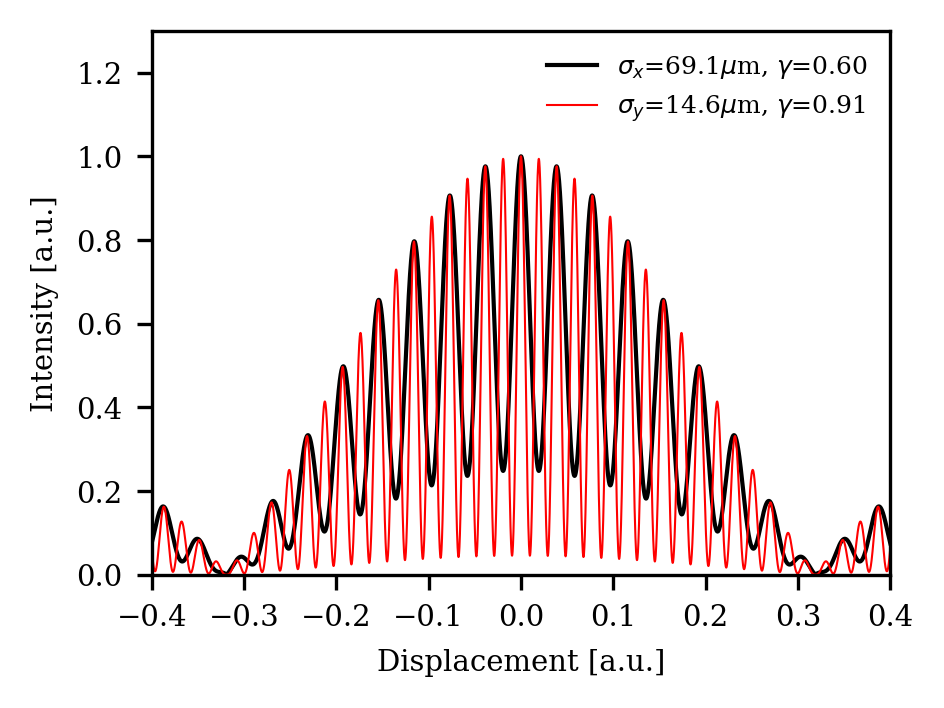 σx=69.1μm, γ=0.60
σy=14.6μm, γ=0.91
1.2
1.0
0.8
0.6
0.4
0.2
0.0
Intensity [a.u.]
−0.4 −0.3 −0.2 −0.1 0.0 0.1 0.2 0.3 0.4
Displacement [a.u.]